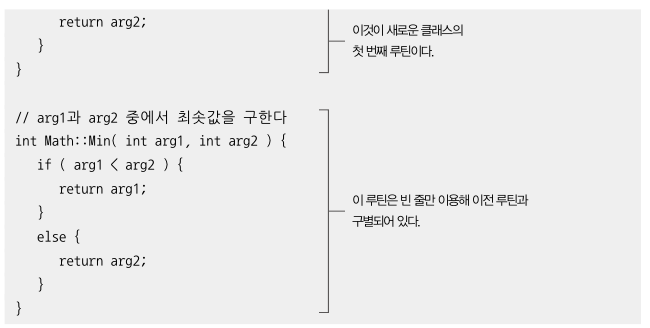 return arg2;
}
}
이것이 새로운 클래스의
첫 번째 루틴이다.
// arg1과 arg2 중에서 최솟값을 구한다
int Math::Min( int arg1, int arg2 ) {
if ( arg1 < arg2 ) {
return arg1;
}
else {
return arg2;
}
}
이 루틴은 빈 줄만 이용해 이전 루틴과
구별되어 있다.